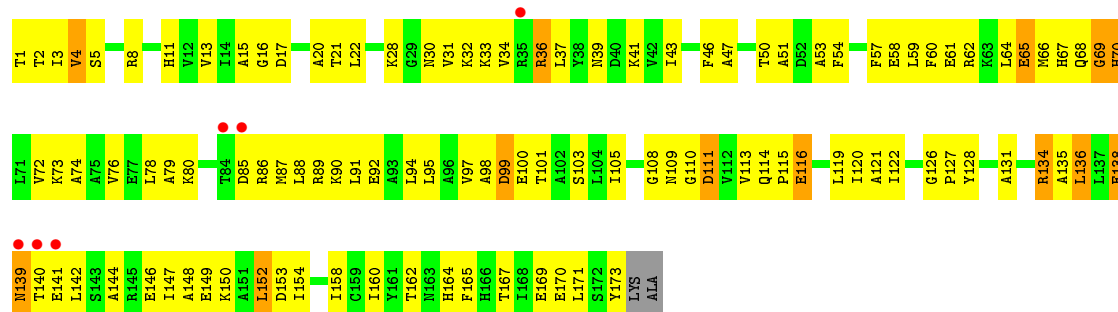 T1 T2 I3 V4 S5 R8 H11 V12 V13 I14 A15 G16 D17 A20 T21 L22 K28 G29 N30 V31 K32 K33 V34 R35 R36 L37 Y38 N39 D40 K41 V42 I43 F46 A47 T50 A51 D52 A53 F54 F57 E58 L59 F60 E61 R62 K63 L64 E65 M66 H67 Q68 G69 H70
L71 V72 K73 A74 A75 V76 E77 L78 A79 K80 T84 D85 R86 M87 L88 R89 K90 L91 E92 A93 L94 L95 A96 V97 A98 D99 E100 T101 A102 S103 L104 I105 G108 N109 G110 D111 V112 V113 Q114 P115 E116 L119 I120 A121 I122 G126 P127 Y128 A131 R134 A135 L136 L137 E138
N139 T140 E141 L142 S143 A144 R145 E146 I147 A148 E149 K150 A151 L152 D153 I154 I158 C159 I160 Y161 T162 N163 H164 F165 H166 T167 I168 E169 E170 L171 S172 Y173 LYS ALA